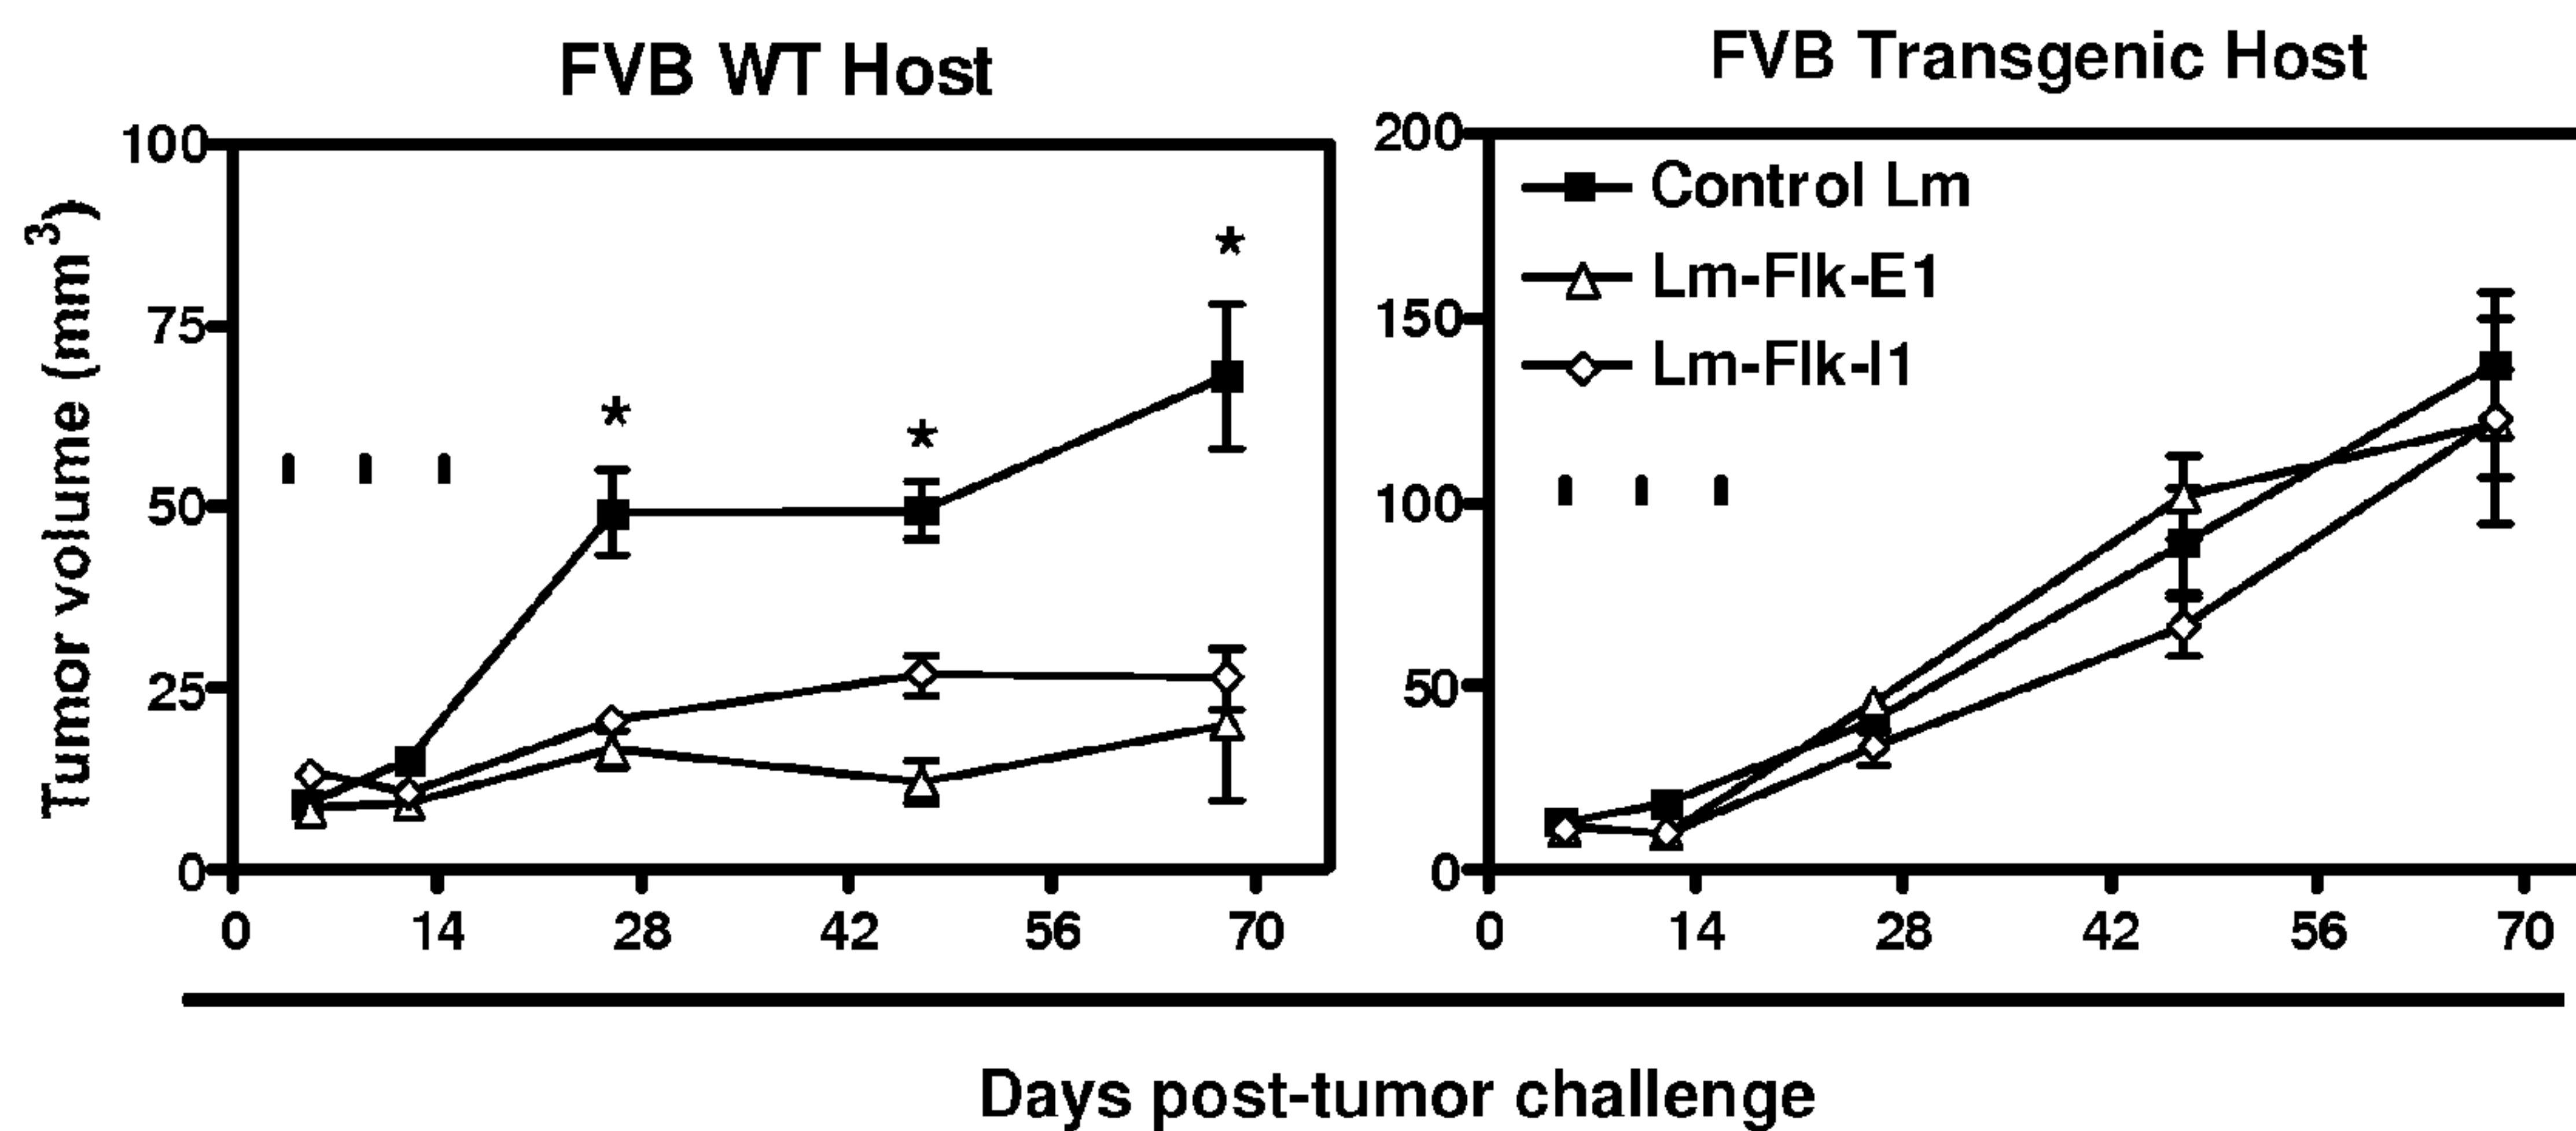 FVB WT Host
FVB Transgenic Host
Tumor volume (mm³)
100
75
50
25
0
0 14 28 42 56 70
* * *
200
150
100
50
0
0 14 28 42 56 70
Control Lm
Lm-Flk-E1
Lm-Flk-I1
Days post-tumor challenge